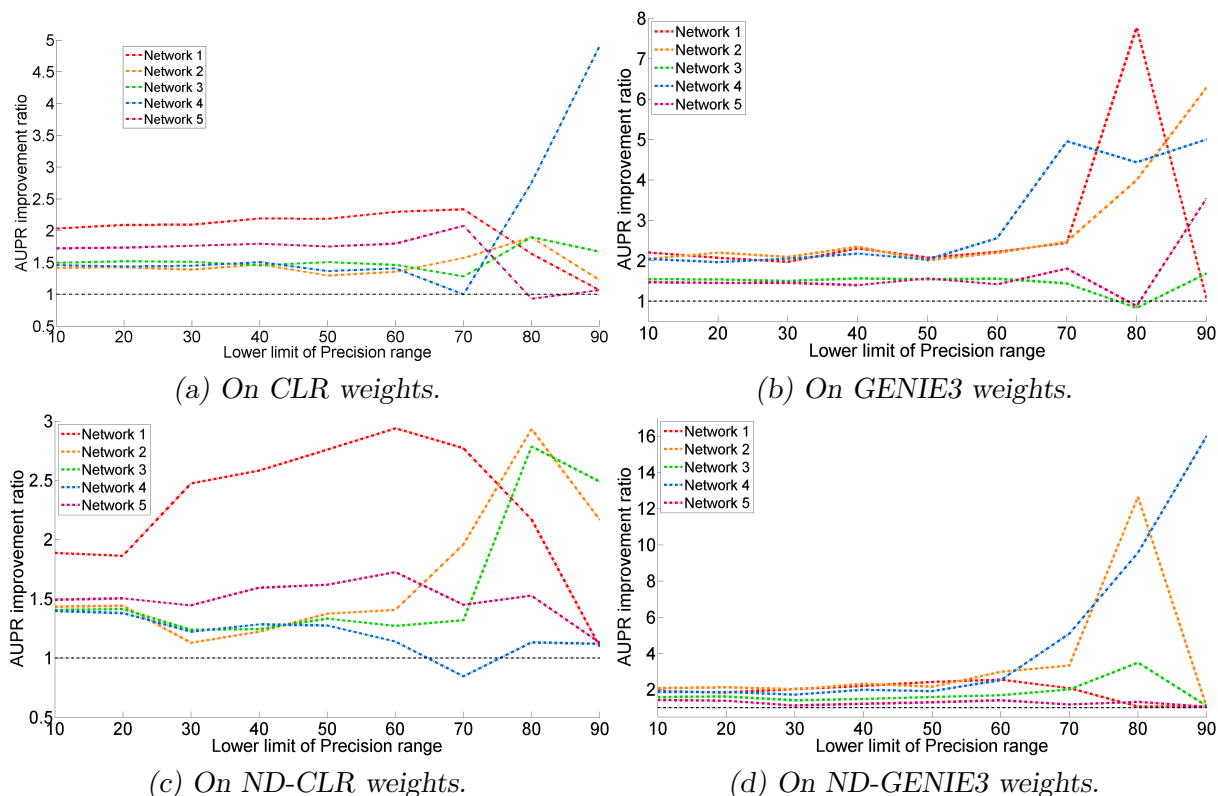 AUPR improvement ratio
5
4.5
4
3.5
3
2.5
2
1.5
1
0.5
Network 1
Network 2
Network 3
Network 4
Network 5
10 20 30 40 50 60 70 80 90
Lower limit of Precision range
(a) On CLR weights.
AUPR improvement ratio
8
7
6
5
4
3
2
1
Network 1
Network 2
Network 3
Network 4
Network 5
10 20 30 40 50 60 70 80 90
Lower limit of Precision range
(b) On GENIE3 weights.
AUPR improvement ratio
3
2.5
2
1.5
1
0.5
Network 1
Network 2
Network 3
Network 4
Network 5
10 20 30 40 50 60 70 80 90
Lower limit of Precision range
(c) On ND-CLR weights.
AUPR improvement ratio
16
14
12
10
8
6
4
2
Network 1
Network 2
Network 3
Network 4
Network 5
10 20 30 40 50 60 70 80 90
Lower limit of Precision range
(d) On ND-GENIE3 weights.